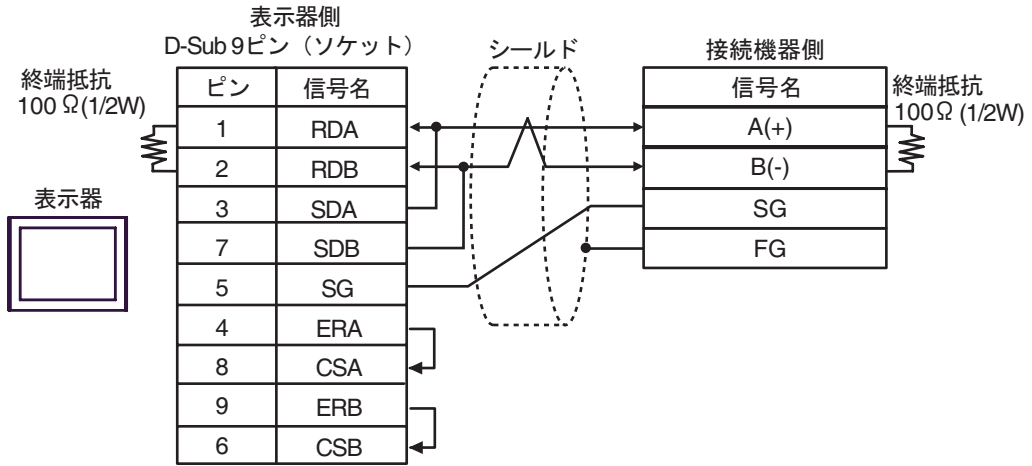 表示器側
D-Sub 9ピン（ソケット）
シールド
接続機器側
終端抵抗
100 Ω(1/2W)
ピン 信号名
1 RDA
2 RDB
3 SDA
7 SDB
5 SG
4 ERA
8 CSA
9 ERB
6 CSB
表示器
信号名
A(+)
B(-)
SG
FG
終端抵抗
100Ω (1/2W)